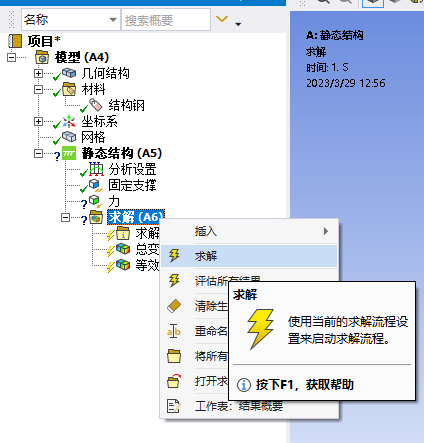 名称
搜索概要
项目*
模型 (A4)
几何结构
材料
结构钢
坐标系
网格
静态结构 (A5)
分析设置
固定支撑
力
求解 (A6)
求解
总变
等效
插入
求解
评估所有结果
清除生
重命名
将所有
打开求
工作表：结果概要
求解
使用当前的求解流程设
置来启动求解流程。
按下F1，获取帮助
A: 静态结构
求解
时间: 1. S
2023/3/29 12:56